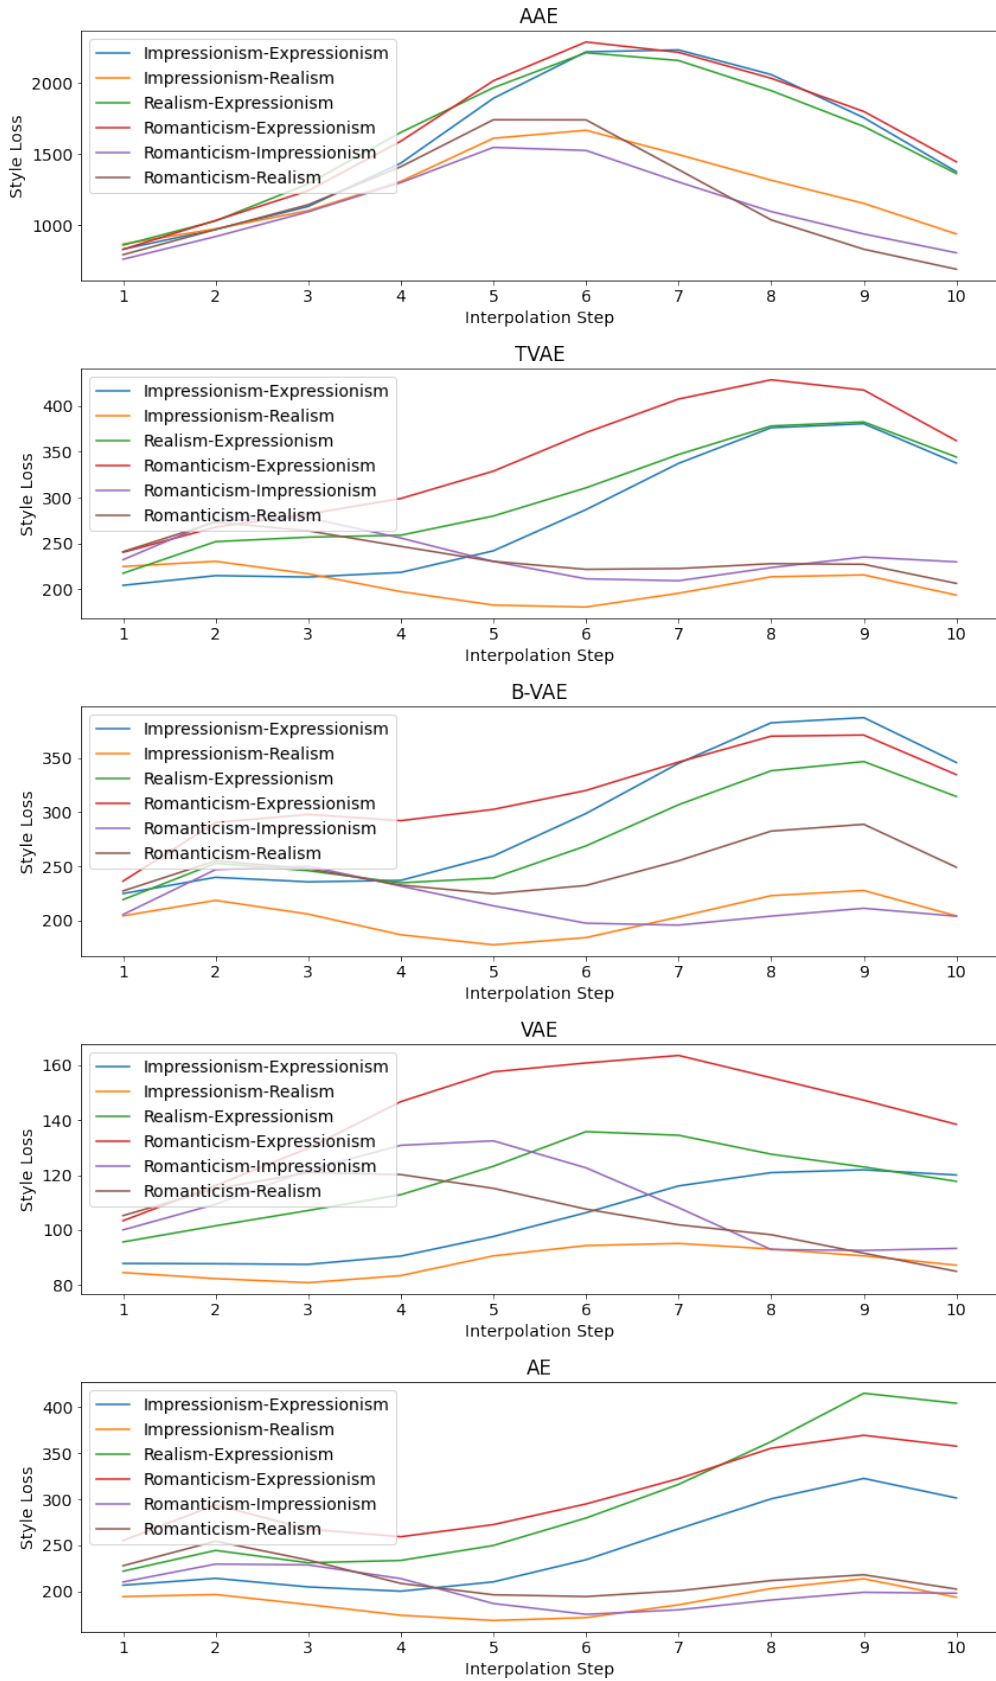 AAE
Impressionism-Expressionism
Impressionism-Realism
Realism-Expressionism
Romanticism-Expressionism
Romanticism-Impressionism
Romanticism-Realism
Style Loss
2000
1500
1000
1 2 3 4 5 6 7 8 9 10
Interpolation Step
TVAE
Impressionism-Expressionism
Impressionism-Realism
Realism-Expressionism
Romanticism-Expressionism
Romanticism-Impressionism
Romanticism-Realism
Style Loss
400
350
300
250
200
1 2 3 4 5 6 7 8 9 10
Interpolation Step
B-VAE
Impressionism-Expressionism
Impressionism-Realism
Realism-Expressionism
Romanticism-Expressionism
Romanticism-Impressionism
Romanticism-Realism
Style Loss
350
300
250
200
1 2 3 4 5 6 7 8 9 10
Interpolation Step
VAE
Impressionism-Expressionism
Impressionism-Realism
Realism-Expressionism
Romanticism-Expressionism
Romanticism-Impressionism
Romanticism-Realism
Style Loss
160
140
120
100
80
1 2 3 4 5 6 7 8 9 10
Interpolation Step
AE
Impressionism-Expressionism
Impressionism-Realism
Realism-Expressionism
Romanticism-Expressionism
Romanticism-Impressionism
Romanticism-Realism
Style Loss
400
350
300
250
200
1 2 3 4 5 6 7 8 9 10
Interpolation Step